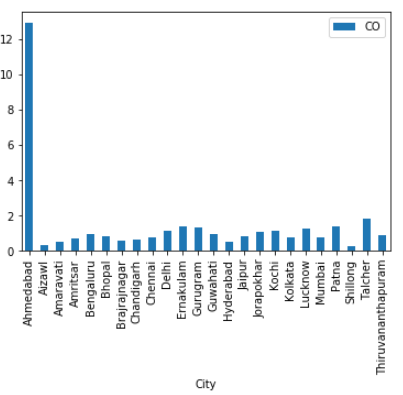 CO
12
10
8
6
4
2
0
Ahmedabad
Aizawl
Amaravati
Amritsar
Bengaluru
Bhopal
Brajrajnagar
Chandigarh
Chennai
Delhi
Ernakulam
Gurugram
Guwahati
Hyderabad
Jaipur
Jorapokhar
Kochi
Kolkata
Lucknow
Mumbai
Patna
Shillong
Talcher
Thiruvananthapuram
City